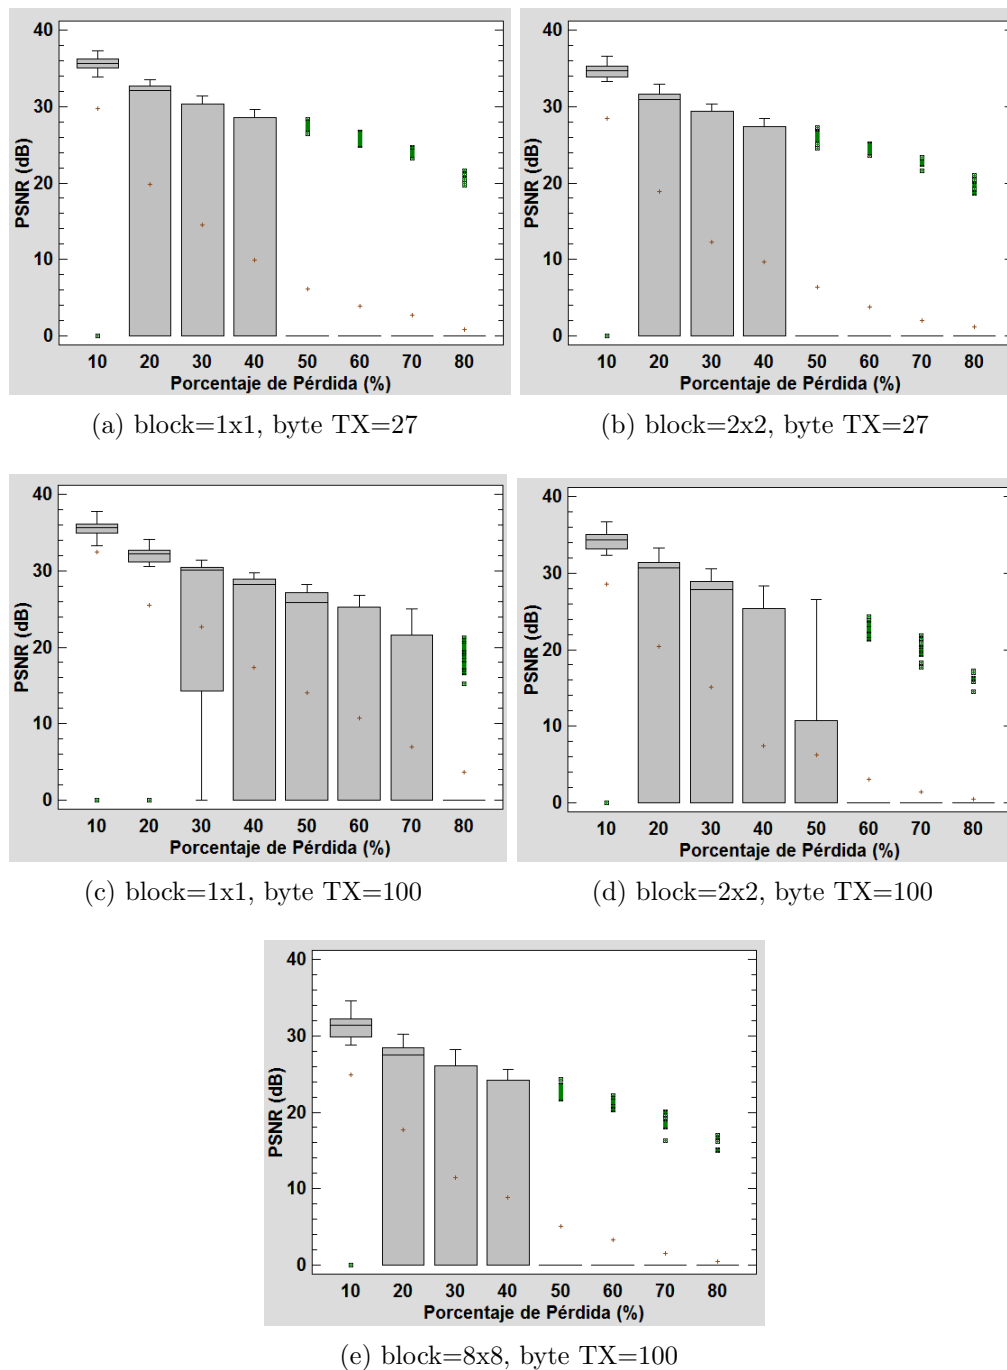 40
30
20
10
0
PSNR (dB)
10 20 30 40 50 60 70 80
Porcentaje de Pérdida (%)
(a) block=1x1, byte TX=27
40
30
20
10
0
PSNR (dB)
10 20 30 40 50 60 70 80
Porcentaje de Pérdida (%)
(b) block=2x2, byte TX=27
40
30
20
10
0
PSNR (dB)
10 20 30 40 50 60 70 80
Porcentaje de Pérdida (%)
(c) block=1x1, byte TX=100
40
30
20
10
0
PSNR (dB)
10 20 30 40 50 60 70 80
Porcentaje de Pérdida (%)
(d) block=2x2, byte TX=100
40
30
20
10
0
PSNR (dB)
10 20 30 40 50 60 70 80
Porcentaje de Pérdida (%)
(e) block=8x8, byte TX=100